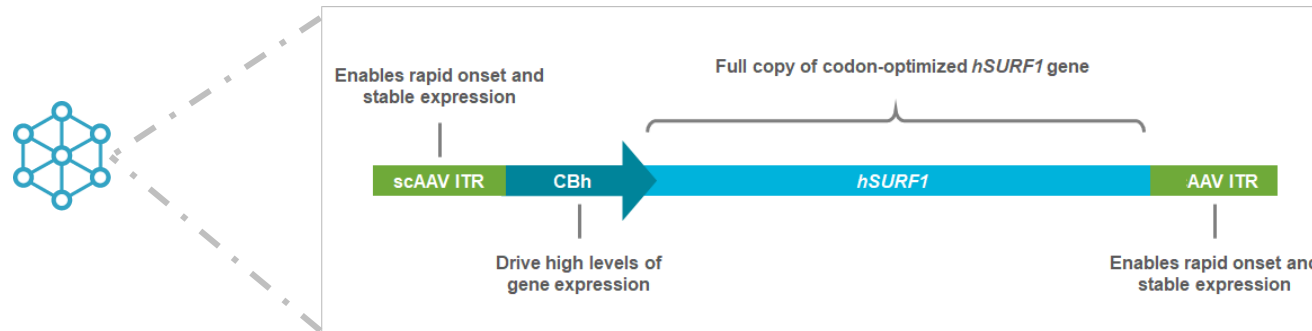 Full copy of codon-optimized hSURF1 gene
Enables rapid onset and
stable expression
scAAV ITR
CBh
hSURF1
AAV ITR
Drive high levels of
gene expression
Enables rapid onset and
stable expression